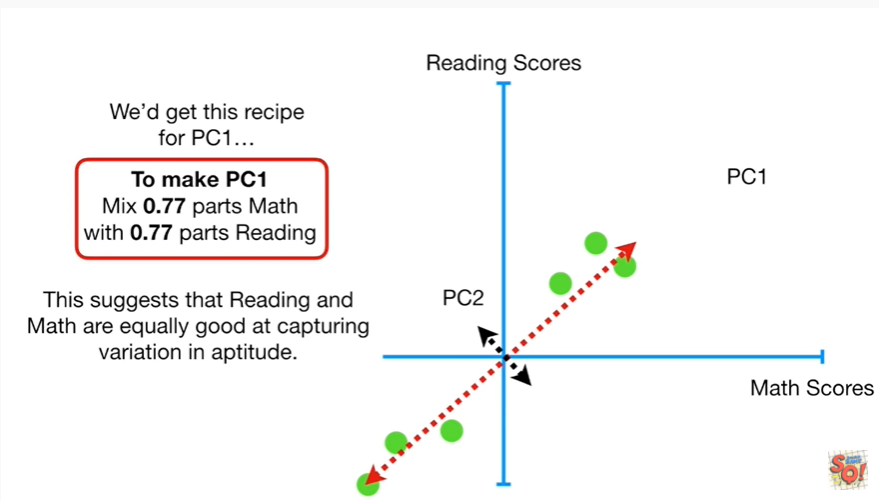 Reading Scores
We'd get this recipe
for PC1...
To make PC1
Mix 0.77 parts Math
with 0.77 parts Reading
This suggests that Reading and
Math are equally good at capturing
variation in aptitude.
PC1
PC2
Math Scores
SQ!